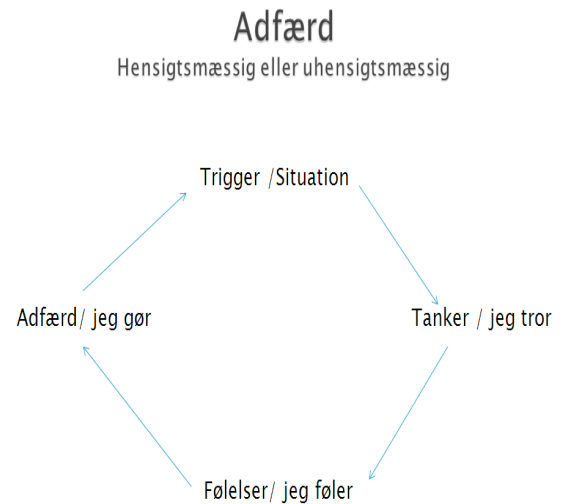 Adfærd
Hensigtsmæssig eller uhensigtsmæssig
Trigger /Situation
Adfærd/ jeg gør
Tanker / jeg tror
Følelser/ jeg føler